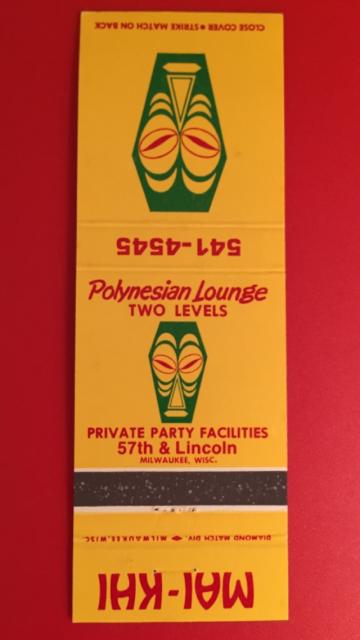 CLOSE COVER ● STRIKE MATCH ON BACK
541-4545
Polynesian Lounge
TWO LEVELS
PRIVATE PARTY FACILITIES
57th & Lincoln
MILWAUKEE, WISC.
DIAMOND MATCH DIV. MILWAUKEE, WISC.
MAI-KHI